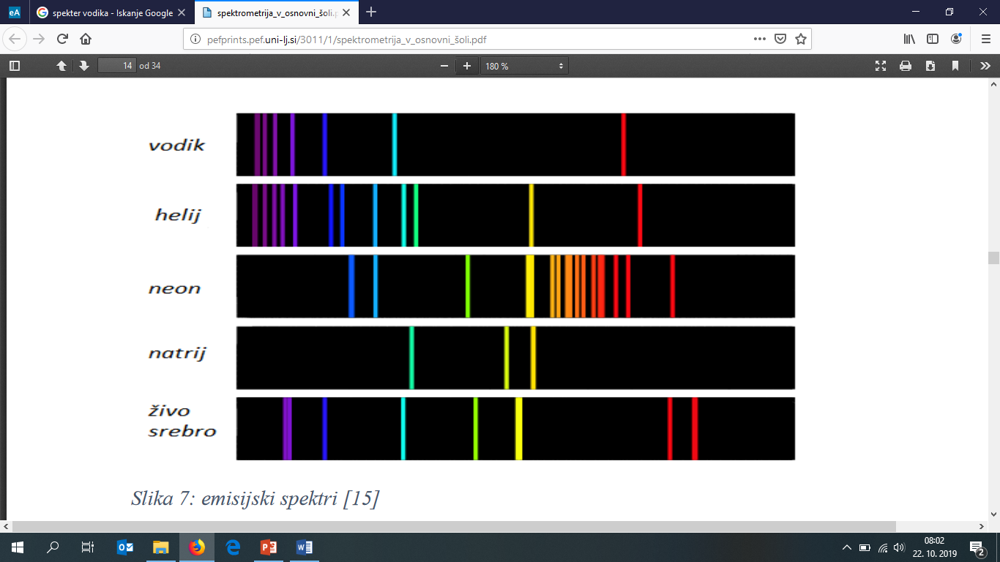 eA
spekter vodika - Iskanje Google
spektrometrija_v_osnovni_šoli.p
pefprints.pef.uni-lj.si/3011/1/spektrometrija_v_osnovni_šoli.pdf
14 od 34
180 %
vodik
helij
neon
natrij
živo
srebro
Slika 7: emisijski spektri [15]
08:02
22. 10. 2019
2